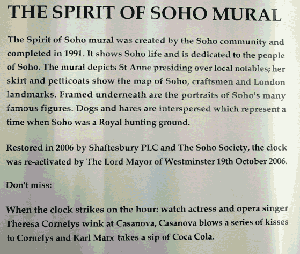 THE SPIRIT OF SOHO MURAL
The Spirit of Soho mural was created by the Soho community and
completed in 1991. It shows Soho life and is dedicated to the people
of Soho. The mural depicts St Anne presiding over local notables; her
skirt and petticoats show the map of Soho, craftsmen and London
landmarks. Framed underneath are the portraits of Soho's many
famous figures. Dogs and hares are interspersed which represent a
time when Soho was a Royal hunting ground.
Restored in 2006 by Shaftesbury PLC and The Soho Society, the clock
was re-activated by The Lord Mayor of Westminster 19th October 2006.
Don't miss:
When the clock strikes on the hour: watch actress and opera singer
Theresa Cornelys wink at Casanova, Casanova blows a series of kisses
to Cornelys and Karl Marx takes a sip of Coca Cola.